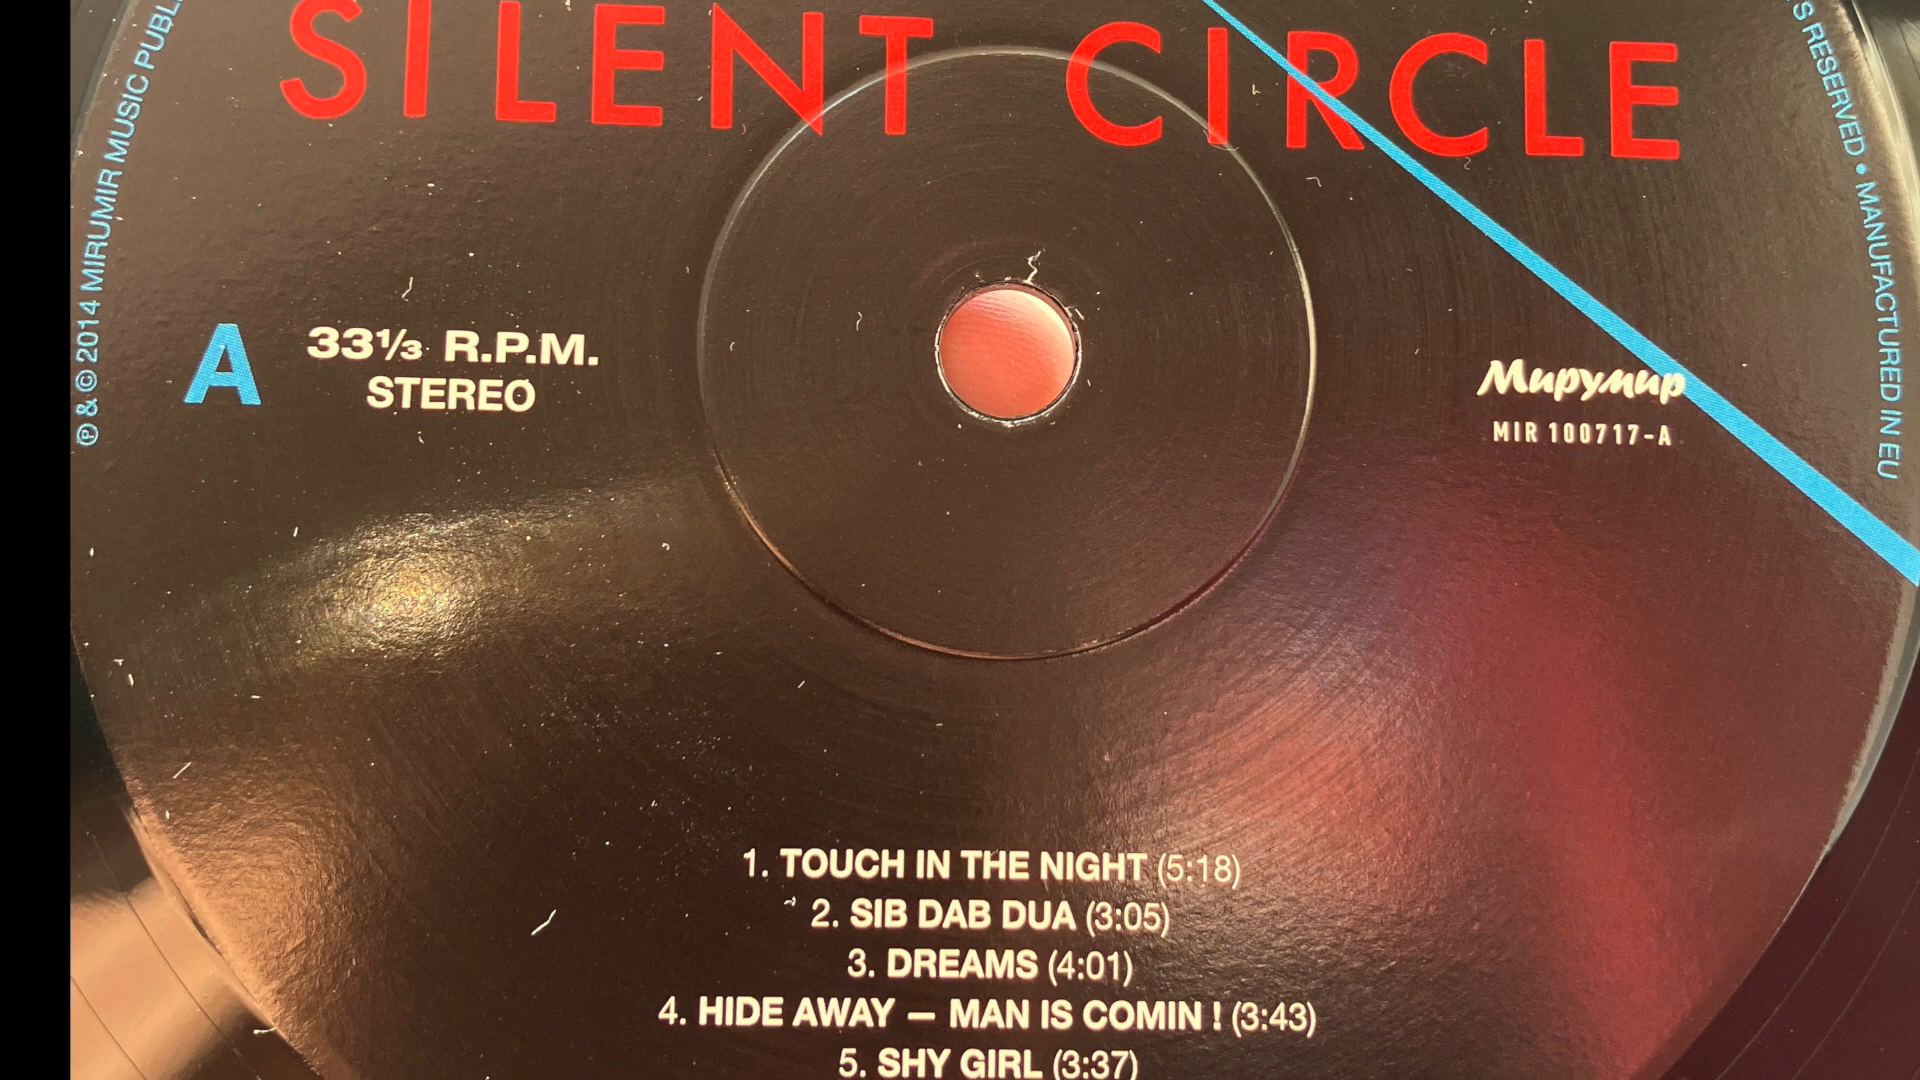 SILENT CIRCLE
℗ & © 2014 MIRUMIR MUSIC PUBL
S RESERVED • MANUFACTURED IN EU
A
33⅓ R.P.M.
STEREO
Мирумир
MIR 100717-A
1. TOUCH IN THE NIGHT (5:18)
2. SIB DAB DUA (3:05)
3. DREAMS (4:01)
4. HIDE AWAY — MAN IS COMIN ! (3:43)
5. SHY GIRL (3:37)